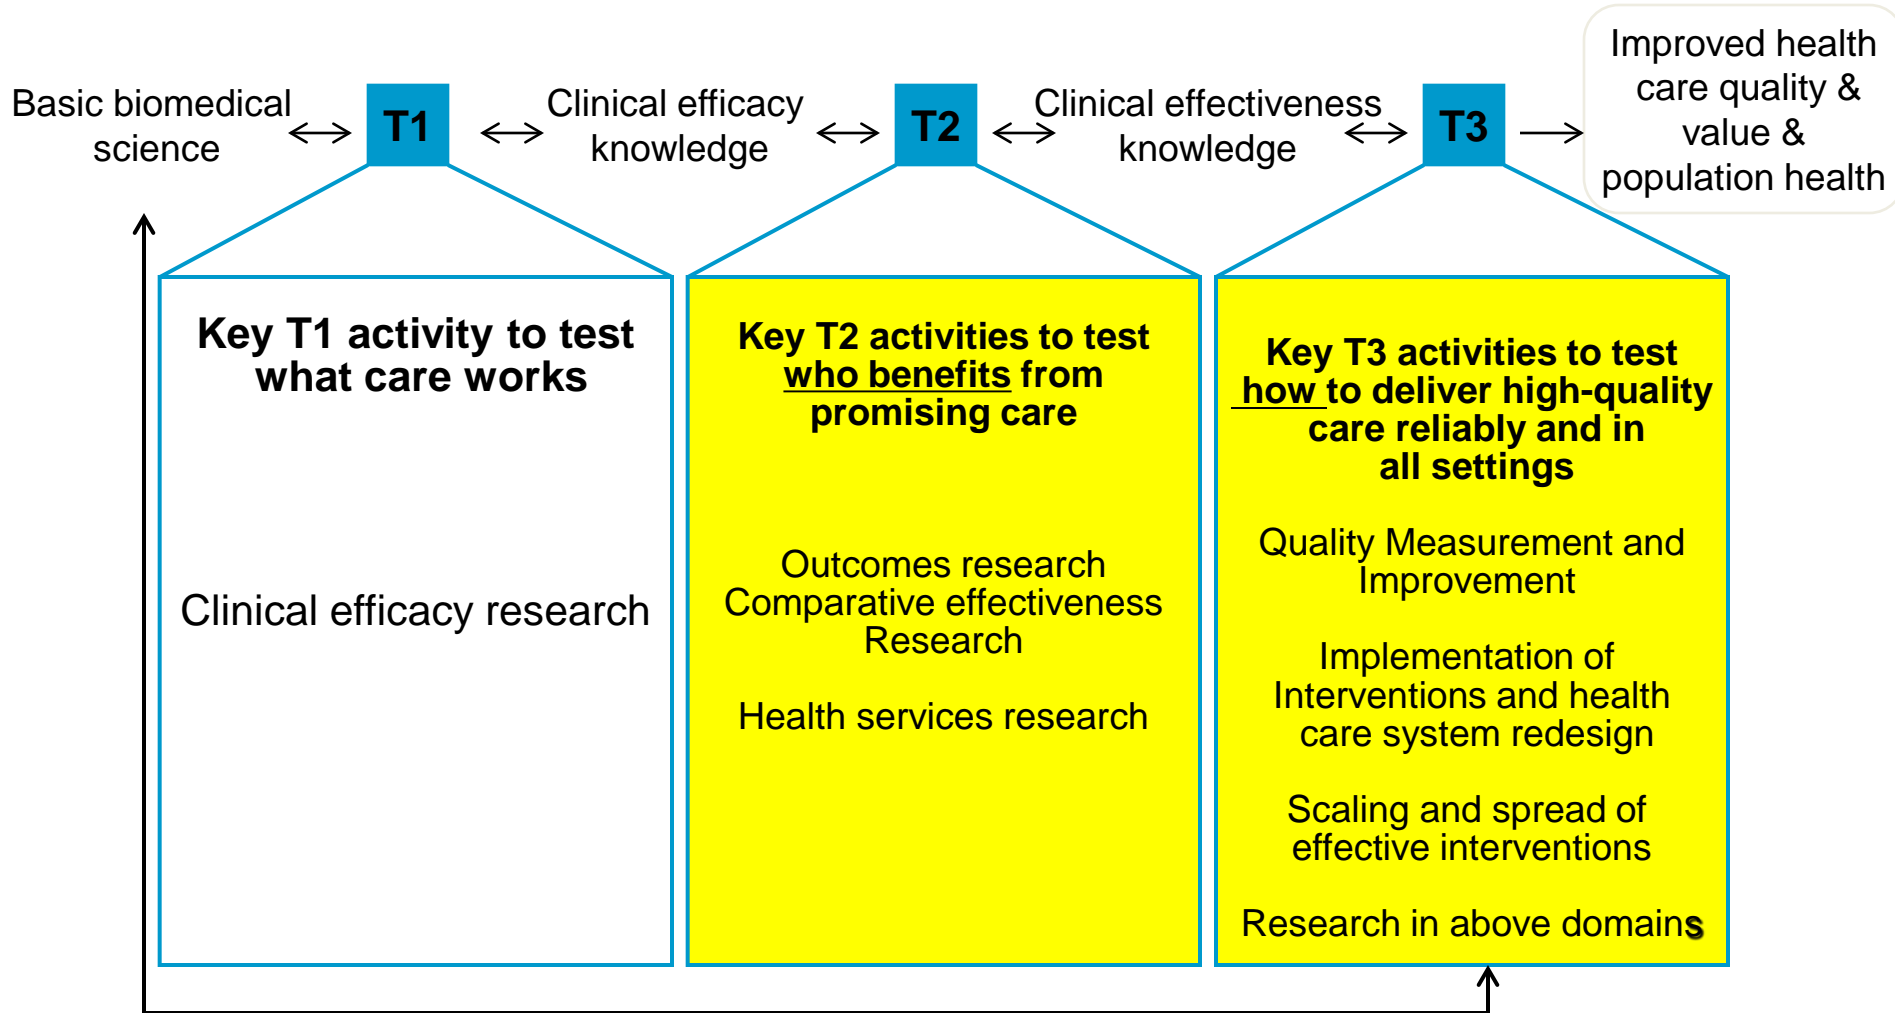 Basic biomedical
science
T1
Clinical efficacy
knowledge
T2
Clinical effectiveness
knowledge
T3
Improved health
care quality &
value &
population health
Key T1 activity to test
what care works
Clinical efficacy research
Key T2 activities to test
who benefits from
promising care
Outcomes research
Comparative effectiveness
Research
Health services research
Key T3 activities to test
how to deliver high-quality
care reliably and in
all settings
Quality Measurement and
Improvement
Implementation of
Interventions and health
care system redesign
Scaling and spread of
effective interventions
Research in above domains